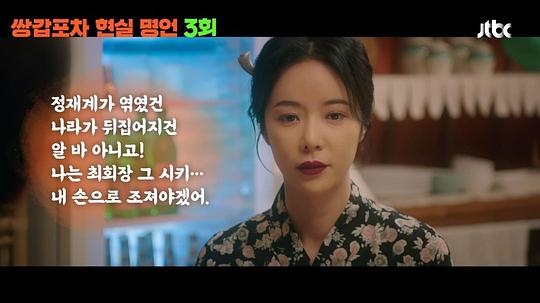 쌍갑포차 현실 명언 3회
jtbc
정재계가 엮였건
나라가 뒤집어지건
알 바 아니고!
나는 최회장 그 시키…
내 손으로 조져야겠어.